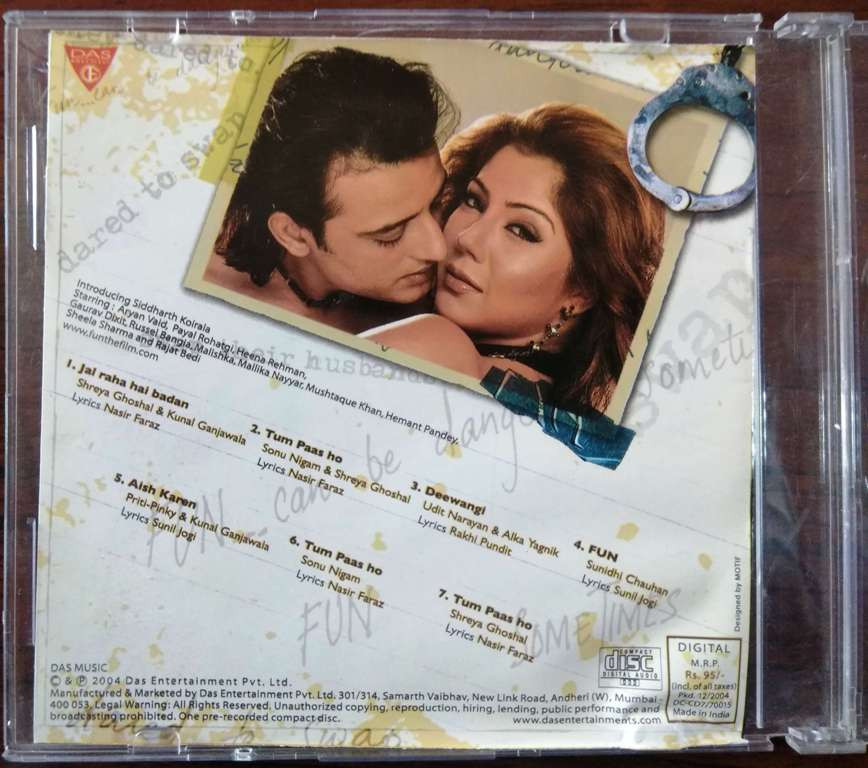 DAS
dared to
dared to swap
Introducing Siddharth Koirala
Starring : Aryan Vaid, Payal Rohatgi, Heena Rehman,
Gaurav Dixit, Russel Bangia, Malishka, Mallika Nayyar, Mushtaque Khan, Hemant Pandey,
Sheela Sharma and Rajat Bedi
www.funthefilm.com
their husbands
swap
1. Jal raha hai badan
Shreya Ghoshal & Kunal Ganjawala
Lyrics Nasir Faraz
2. Tum Paas ho
Sonu Nigam & Shreya Ghoshal
Lyrics Nasir Faraz
3. Deewangi
Udit Narayan & Alka Yagnik
Lyrics Rakhi Pundit
4. FUN
Sunidhi Chauhan
Lyrics Sunil Jogi
5. Aish Karen
Priti-Pinky & Kunal Ganjawala
Lyrics Sunil Jogi
6. Tum Paas ho
Sonu Nigam
Lyrics Nasir Faraz
7. Tum Paas ho
Shreya Ghoshal
Lyrics Nasir Faraz
FUN... can be
someti
FUN
SOMETIMES
Designed by MOTIF
DAS MUSIC
© & ℗ 2004 Das Entertainment Pvt. Ltd.
Manufactured & Marketed by Das Entertainment Pvt. Ltd. 301/314, Samarth Vaibhav, New Link Road, Andheri (W), Mumbai -
400 053. Legal Warning: All Rights Reserved, Unauthorized copying, reproduction, hiring, lending, public performance and
broadcasting prohibited. One pre-recorded compact disc.
www.dasentertainments.com
COMPACT
disc
DIGITAL AUDIO
DIGITAL
M.R.P.
Rs. 95/-
(Incl. of all taxes)
Pkd. 12/2004
DC-CD7/70015
Made in India